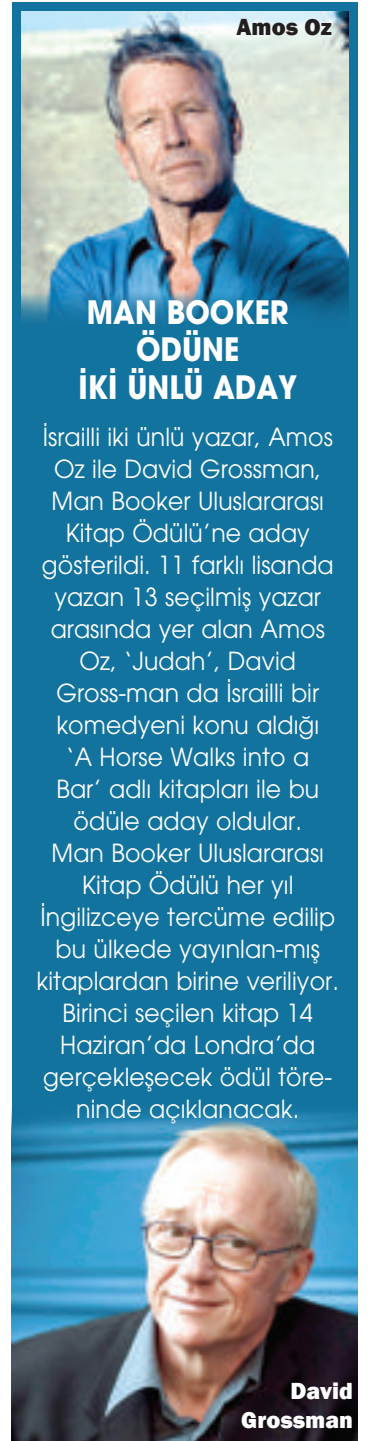 Amos Oz
MAN BOOKER
ÖDÜNE
İKİ ÜNLÜ ADAY
İsrailli iki ünlü yazar, Amos
Oz ile David Grossman,
Man Booker Uluslararası
Kitap Ödülü’ne aday
gösterildi. 11 farklı lisanda
yazan 13 seçilmiş yazar
arasında yer alan Amos
Oz, ‘Judah’, David
Gross-man da İsrailli bir
komedyeni konu aldığı
‘A Horse Walks into a
Bar’ adlı kitapları ile bu
ödüle aday oldular.
Man Booker Uluslararası
Kitap Ödülü her yıl
İngilizceye tercüme edilip
bu ülkede yayınlan-mış
kitaplardan birine veriliyor.
Birinci seçilen kitap 14
Haziran’da Londra’da
gerçekleşecek ödül töre-
ninde açıklanacak.
David
Grossman